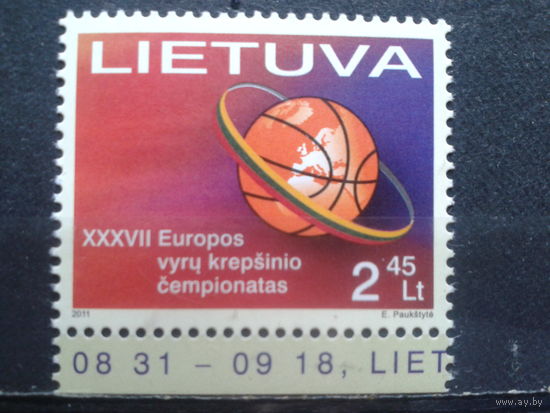 LIETUVA
XXXVII Europos
vyrų krepšinio
čempionatas
2 45 Lt
2011
E. Paukštytė
08 31 – 09 18, LIET
www.ay.by